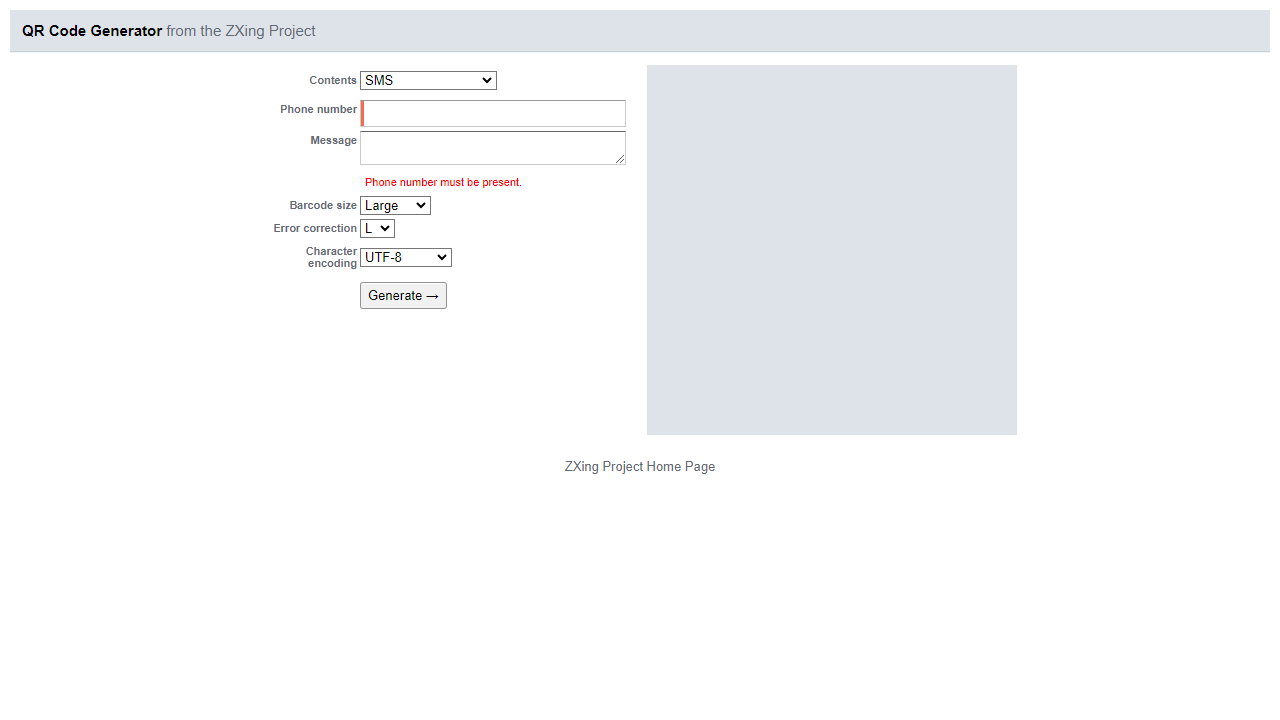 QR Code Generator from the ZXing Project
Contents SMS
Phone number
Message
Phone number must be present.
Barcode size Large
Error correction L
Character
encoding UTF-8
Generate →
ZXing Project Home Page